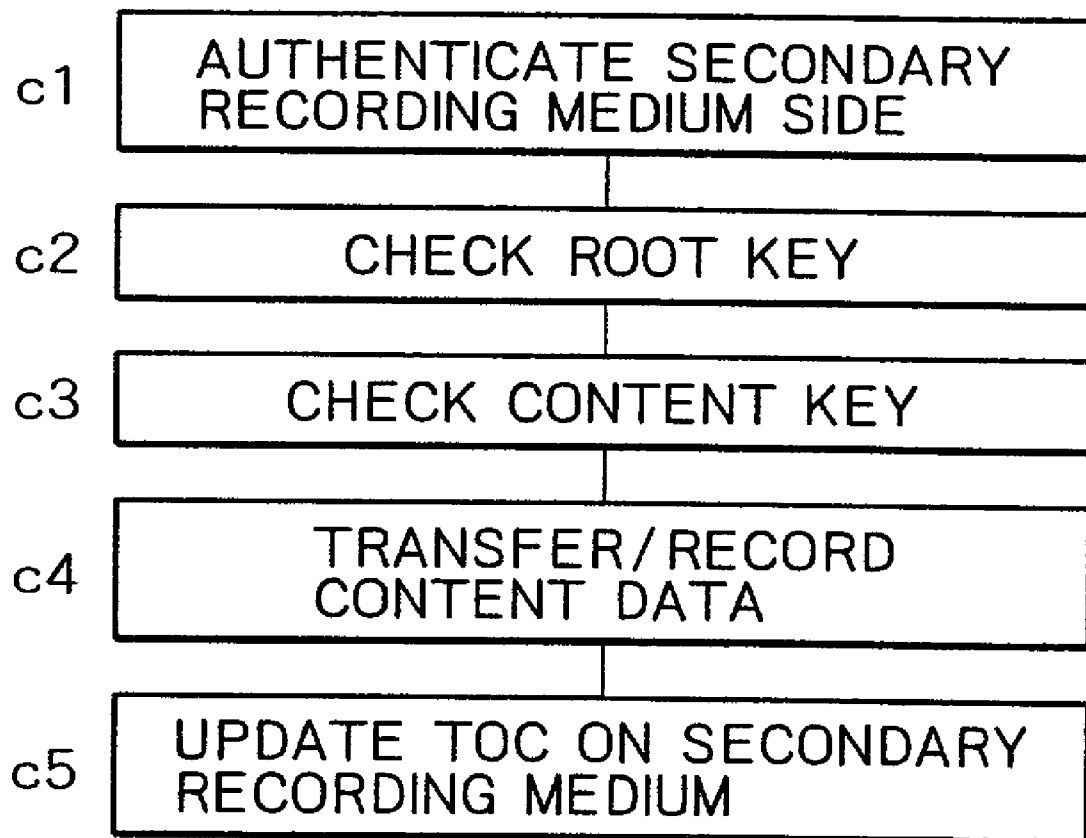 c1
AUTHENTICATE SECONDARY
RECORDING MEDIUM SIDE
c2
CHECK ROOT KEY
c3
CHECK CONTENT KEY
c4
TRANSFER/RECORD
CONTENT DATA
c5
UPDATE TOC ON SECONDARY
RECORDING MEDIUM